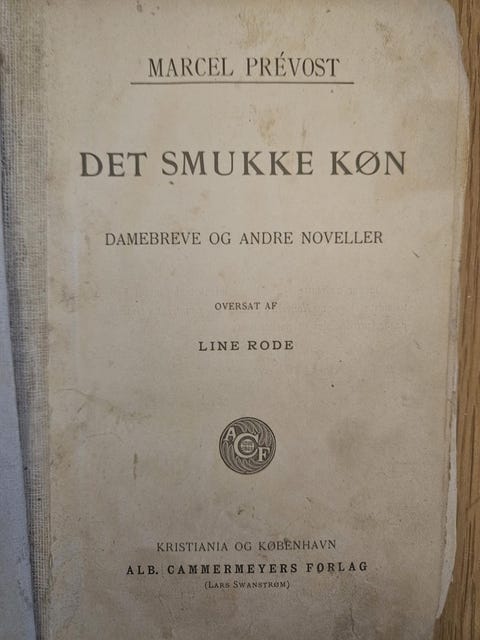 MARCEL PRÉVOST
DET SMUKKE KØN
DAMEBREVE OG ANDRE NOVELLER
OVERSAT AF
LINE RODE
ACF
KRISTIANIA OG KØBENHAVN
ALB. CAMMERMEYERS FORLAG
(LARS SWANSTRØM)